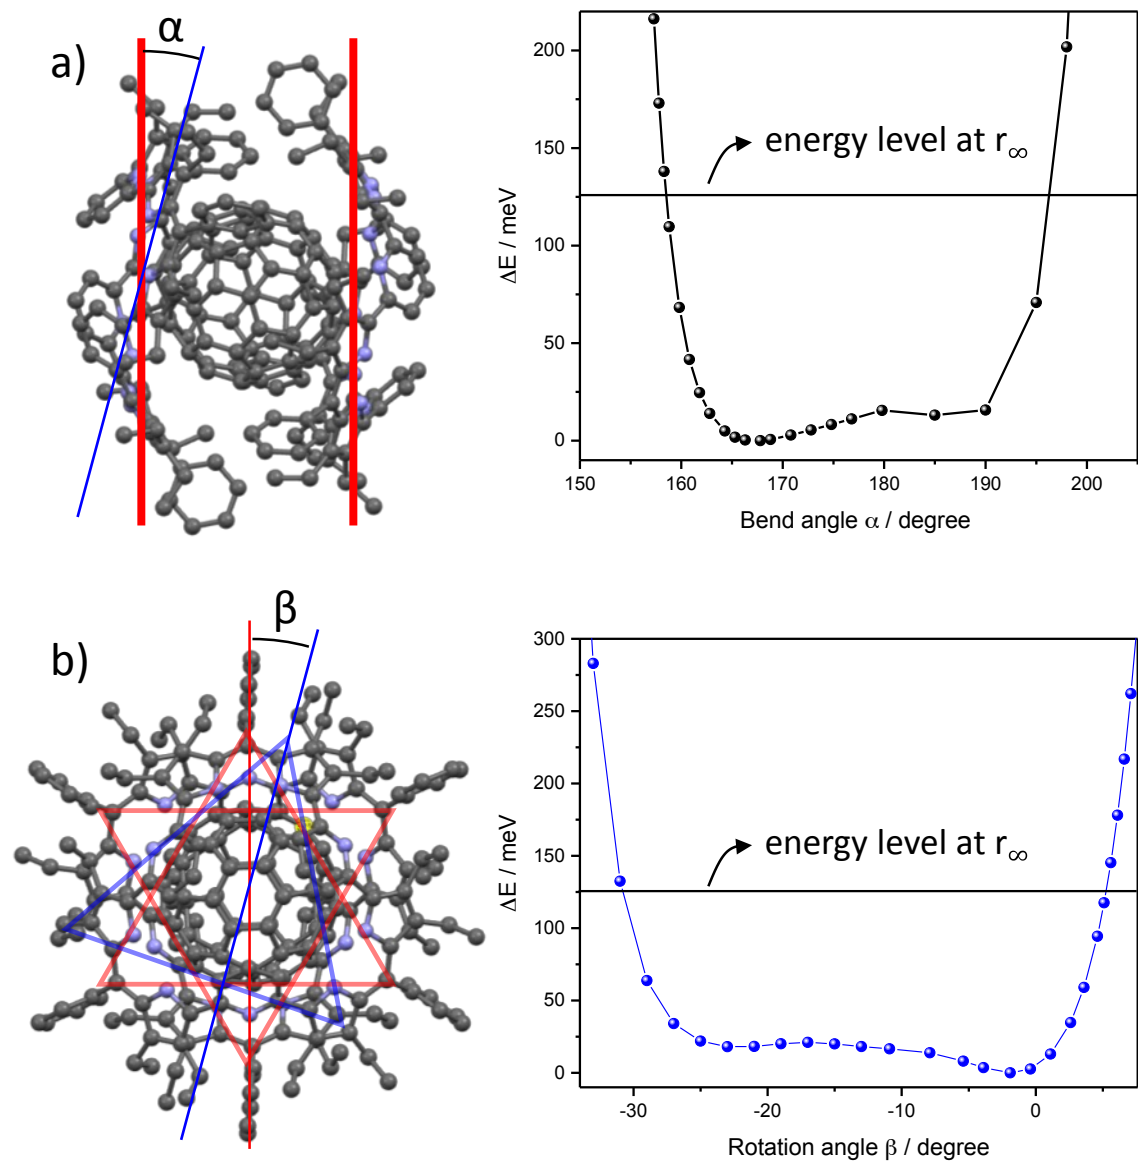 a)
α
ΔE / meV
200
150
100
50
0
energy level at r∞
150
160
170
180
190
200
Bend angle α / degree
b)
β
ΔE / meV
300
250
200
150
100
50
0
energy level at r∞
-30
-20
-10
0
Rotation angle β / degree